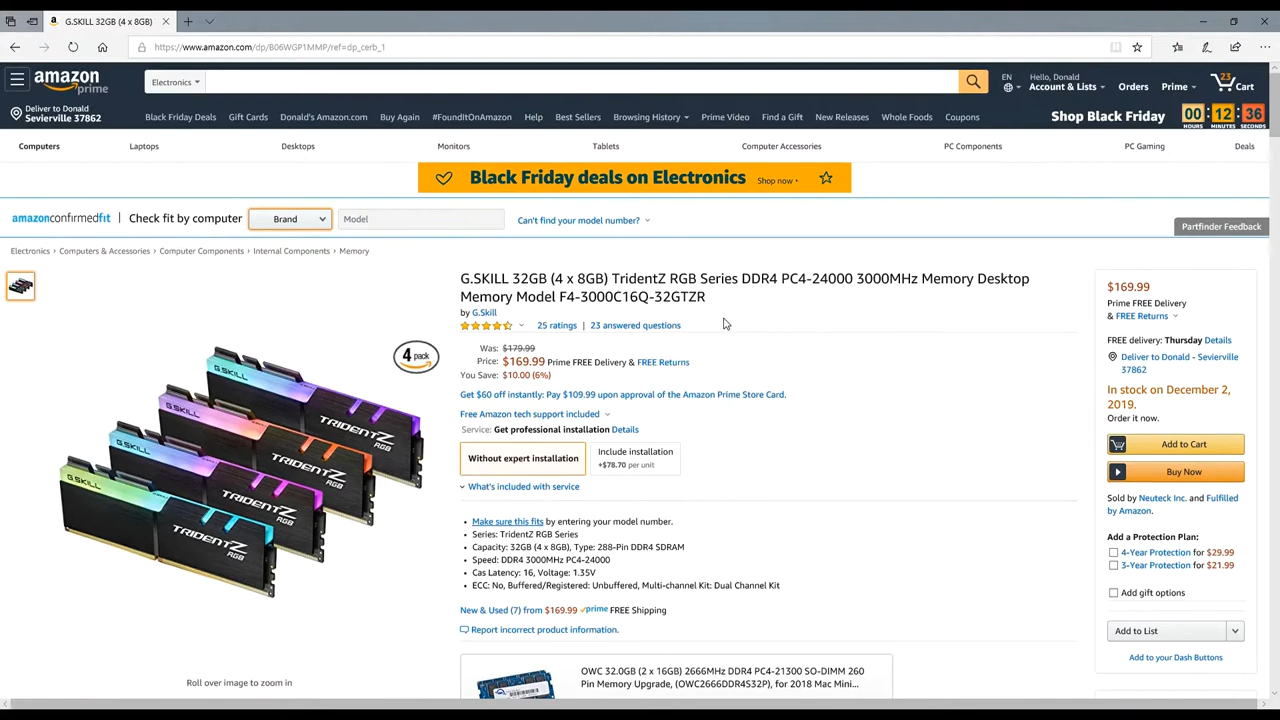 G.SKILL 32GB (4 x 8GB)
https://www.amazon.com/dp/B06WGP1MMP/ref=dp_cerb_1
amazon prime
Electronics
EN
Hello, Donald
Account & Lists
Orders
Prime
23
Cart
Deliver to Donald
Sevierville 37862
Black Friday Deals
Gift Cards
Donald's Amazon.com
Buy Again
#FoundItOnAmazon
Help
Best Sellers
Browsing History
Prime Video
Find a Gift
New Releases
Whole Foods
Coupons
Shop Black Friday
00 : 12 : 36
HOURS MINUTES SECONDS
Computers
Laptops
Desktops
Monitors
Tablets
Computer Accessories
PC Components
PC Gaming
Deals
Black Friday deals on Electronics Shop now ›
amazonconfirmedfit | Check fit by computer
Brand
Model
Can't find your model number?
Partfinder Feedback
Electronics › Computers & Accessories › Computer Components › Internal Components › Memory
G.SKILL 32GB (4 x 8GB) TridentZ RGB Series DDR4 PC4-24000 3000MHz Memory Desktop
Memory Model F4-3000C16Q-32GTZR
by G.Skill
25 ratings | 23 answered questions
Was: $179.99
Price: $169.99 Prime FREE Delivery & FREE Returns
You Save: $10.00 (6%)
Get $60 off instantly: Pay $109.99 upon approval of the Amazon Prime Store Card.
Free Amazon tech support included
Service: Get professional installation Details
Without expert installation
Include installation
+$78.70 per unit
What's included with service
• Make sure this fits by entering your model number.
• Series: TridentZ RGB Series
• Capacity: 32GB (4 x 8GB), Type: 288-Pin DDR4 SDRAM
• Speed: DDR4 3000MHz PC4-24000
• Cas Latency: 16, Voltage: 1.35V
• ECC: No, Buffered/Registered: Unbuffered, Multi-channel Kit: Dual Channel Kit
New & Used (7) from $169.99 prime FREE Shipping
Report incorrect product information.
OWC 32.0GB (2 x 16GB) 2666MHz DDR4 PC4-21300 SO-DIMM 260
Pin Memory Upgrade, (OWC2666DDR4S32P), for 2018 Mac Mini...
4 pack
G.SKILL
TRIDENTZ RGB
G.SKILL
TRIDENTZ RGB
G.SKILL
TRIDENTZ RGB
G.SKILL
TRIDENTZ RGB
Roll over image to zoom in
$169.99
Prime FREE Delivery
& FREE Returns
FREE delivery: Thursday Details
Deliver to Donald - Sevierville
37862
In stock on December 2,
2019.
Order it now.
Add to Cart
Buy Now
Sold by Neuteck Inc. and Fulfilled
by Amazon.
Add a Protection Plan:
4-Year Protection for $29.99
3-Year Protection for $21.99
Add gift options
Add to List
Add to your Dash Buttons